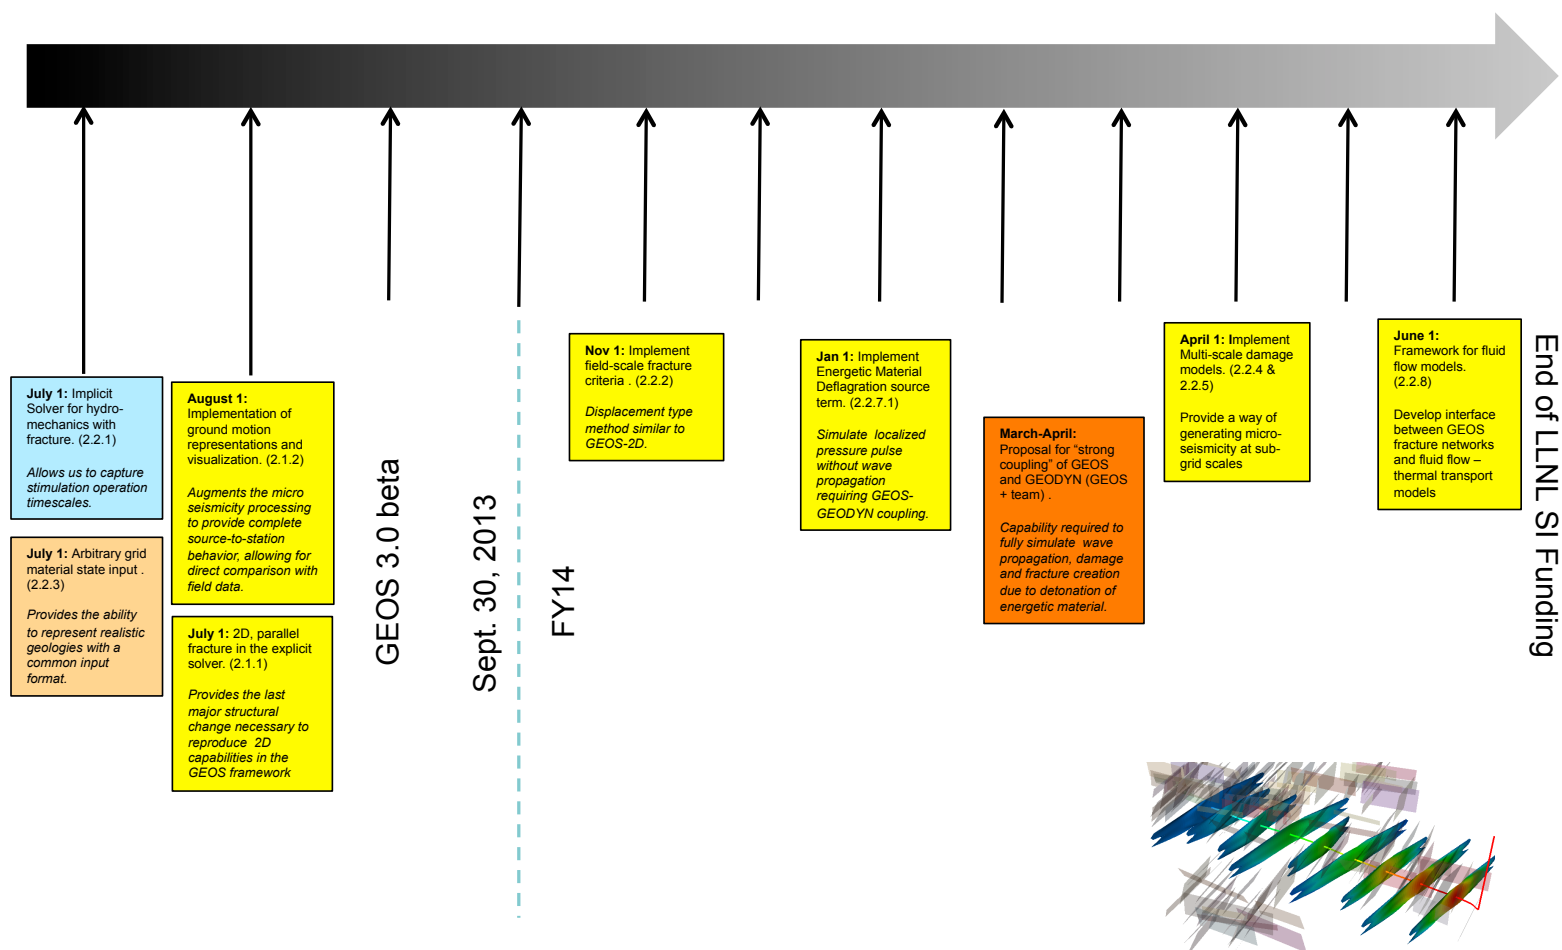 July 1: Implicit
Solver for hydro-
mechanics with
fracture. (2.2.1)
Allows us to capture
stimulation operation
timescales.
July 1: Arbitrary grid
material state input .
(2.2.3)
Provides the ability
to represent realistic
geologies with a
common input
format.
August 1:
Implementation of
ground motion
representations and
visualization. (2.1.2)
Augments the micro
seismicity processing
to provide complete
source-to-station
behavior, allowing for
direct comparison with
field data.
July 1: 2D, parallel
fracture in the explicit
solver. (2.1.1)
Provides the last
major structural
change necessary to
reproduce 2D
capabilities in the
GEOS framework
GEOS 3.0 beta
Sept. 30, 2013
FY14
Nov 1: Implement
field-scale fracture
criteria . (2.2.2)
Displacement type
method similar to
GEOS-2D.
Jan 1: Implement
Energetic Material
Deflagration source
term. (2.2.7.1)
Simulate localized
pressure pulse
without wave
propagation
requiring GEOS-
GEODYN coupling.
March-April:
Proposal for “strong
coupling” of GEOS
and GEODYN (GEOS
+ team) .
Capability required to
fully simulate wave
propagation, damage
and fracture creation
due to detonation of
energetic material.
April 1: Implement
Multi-scale damage
models. (2.2.4 &
2.2.5)
Provide a way of
generating micro-
seismicity at sub-
grid scales
June 1:
Framework for fluid
flow models.
(2.2.8)
Develop interface
between GEOS
fracture networks
and fluid flow –
thermal transport
models
End of LLNL SI Funding